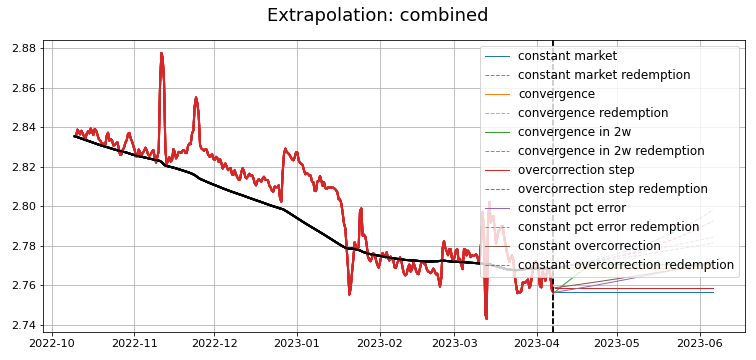 Extrapolation: combined
2.88
2.86
2.84
2.82
2.80
2.78
2.76
2.74
constant market
constant market redemption
convergence
convergence redemption
convergence in 2w
convergence in 2w redemption
overcorrection step
overcorrection step redemption
constant pct error
constant pct error redemption
constant overcorrection
constant overcorrection redemption
2022-10 2022-11 2022-12 2023-01 2023-02 2023-03 2023-04 2023-05 2023-06